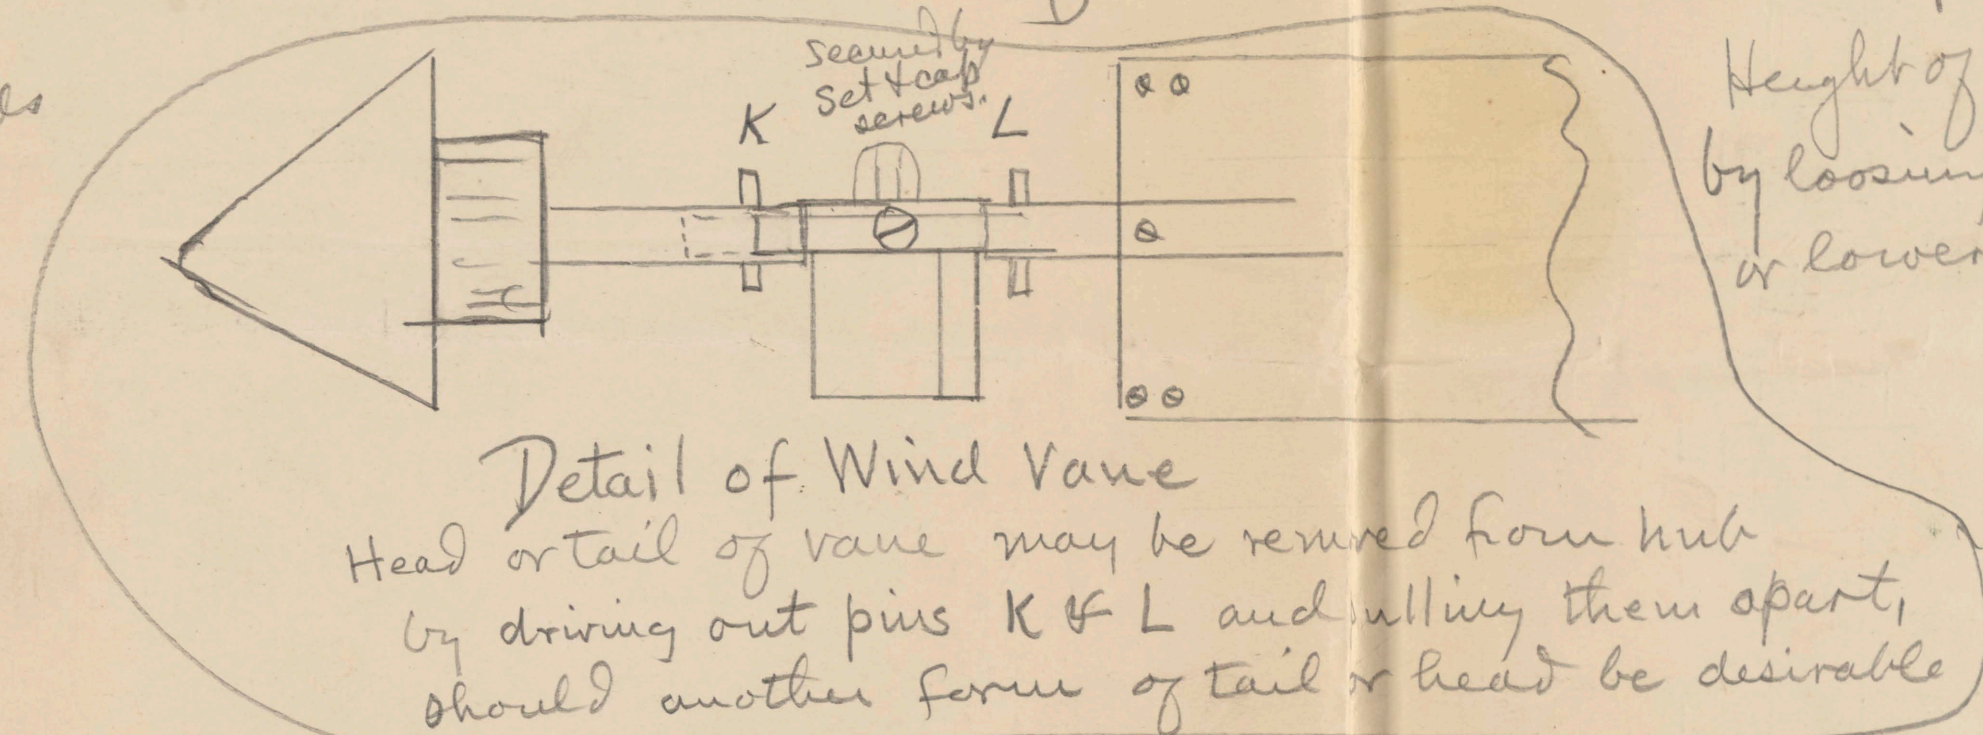 secured by
set & cap
screws.
K
L
Height of
by loosin
or lower
Detail of Wind Vane
Head or tail of vane may be removed from hub
by driving out pins K & L and pulling them apart,
should another form of tail or head be desirable